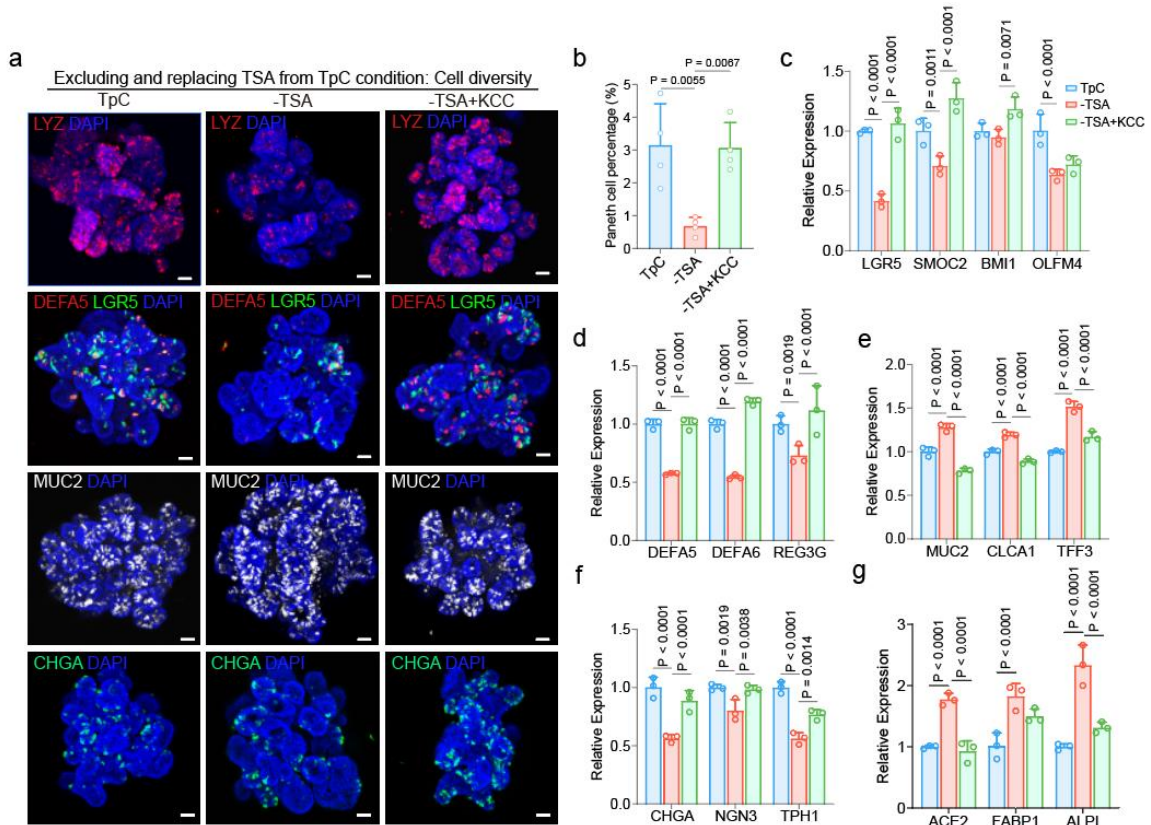 a
Excluding and replacing TSA from TpC condition: Cell diversity
TpC -TSA -TSA+KCC
LYZ DAPI LYZ DAPI LYZ DAPI
DEFA5 LGR5 DAPI DEFA5 LGR5 DAPI DEFA5 LGR5 DAPI
MUC2 DAPI MUC2 DAPI MUC2 DAPI
CHGA DAPI CHGA DAPI CHGA DAPI
b
P = 0.0067
P = 0.0055
Paneth cell percentage (%)
5
4
3
2
1
0
TpC -TSA -TSA+KCC
c
P < 0.0001 P < 0.0001 P = 0.0011 P < 0.0001 P = 0.0071 P < 0.0001
TpC
-TSA
-TSA+KCC
Relative Expression
1.5
1.0
0.5
0.0
LGR5 SMOC2 BMI1 OLFM4
d
P < 0.0001 P < 0.0001 P < 0.0001 P < 0.0001 P = 0.0019 P < 0.0001
Relative Expression
1.5
1.0
0.5
0.0
DEFA5 DEFA6 REG3G
e
P < 0.0001 P < 0.0001 P < 0.0001 P < 0.0001 P < 0.0001 P < 0.0001
Relative Expression
2.0
1.5
1.0
0.5
0.0
MUC2 CLCA1 TFF3
f
P < 0.0001 P < 0.0001 P = 0.0019 P = 0.0038 P < 0.0001 P = 0.0014
Relative Expression
1.5
1.0
0.5
0.0
CHGA NGN3 TPH1
g
P < 0.0001 P < 0.0001 P < 0.0001 P < 0.0001 P < 0.0001
Relative Expression
3
2
1
0
ACE2 FABP1 ALPI